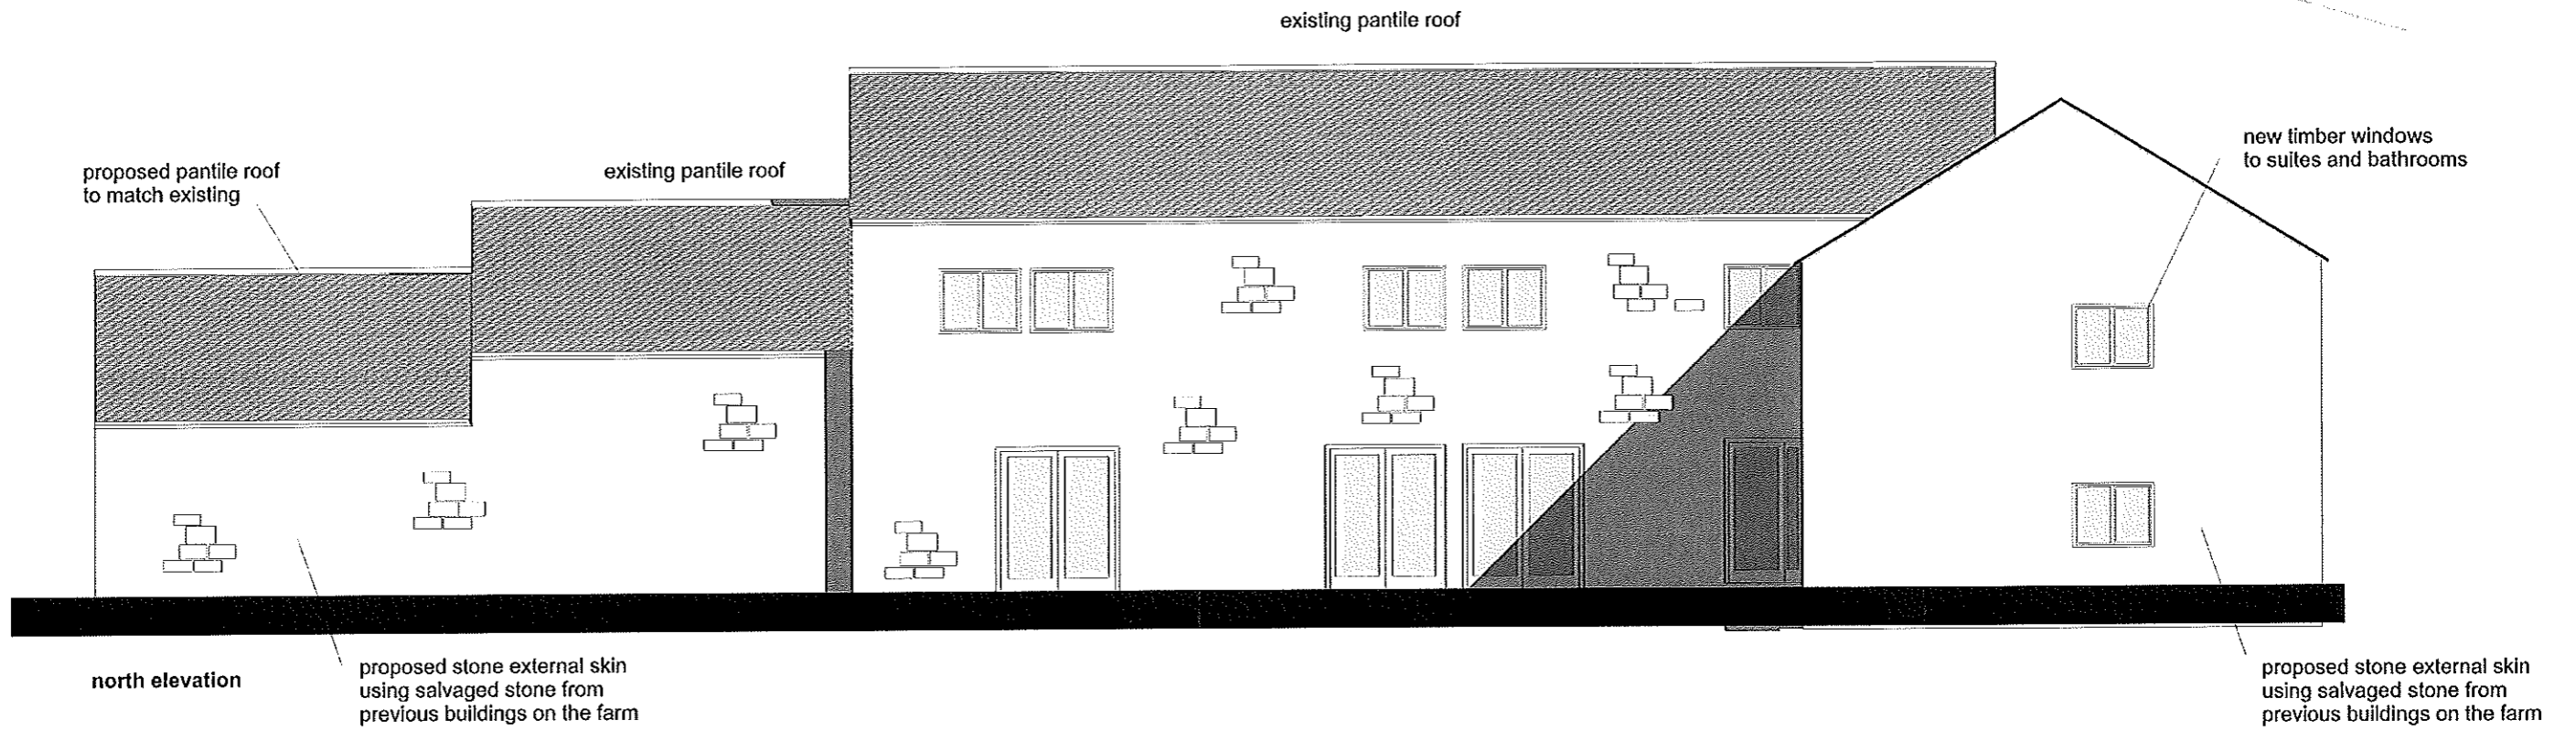 existing pantile roof
proposed pantile roof
to match existing
existing pantile roof
new timber windows
to suites and bathrooms
north elevation
proposed stone external skin
using salvaged stone from
previous buildings on the farm
proposed stone external skin
using salvaged stone from
previous buildings on the farm